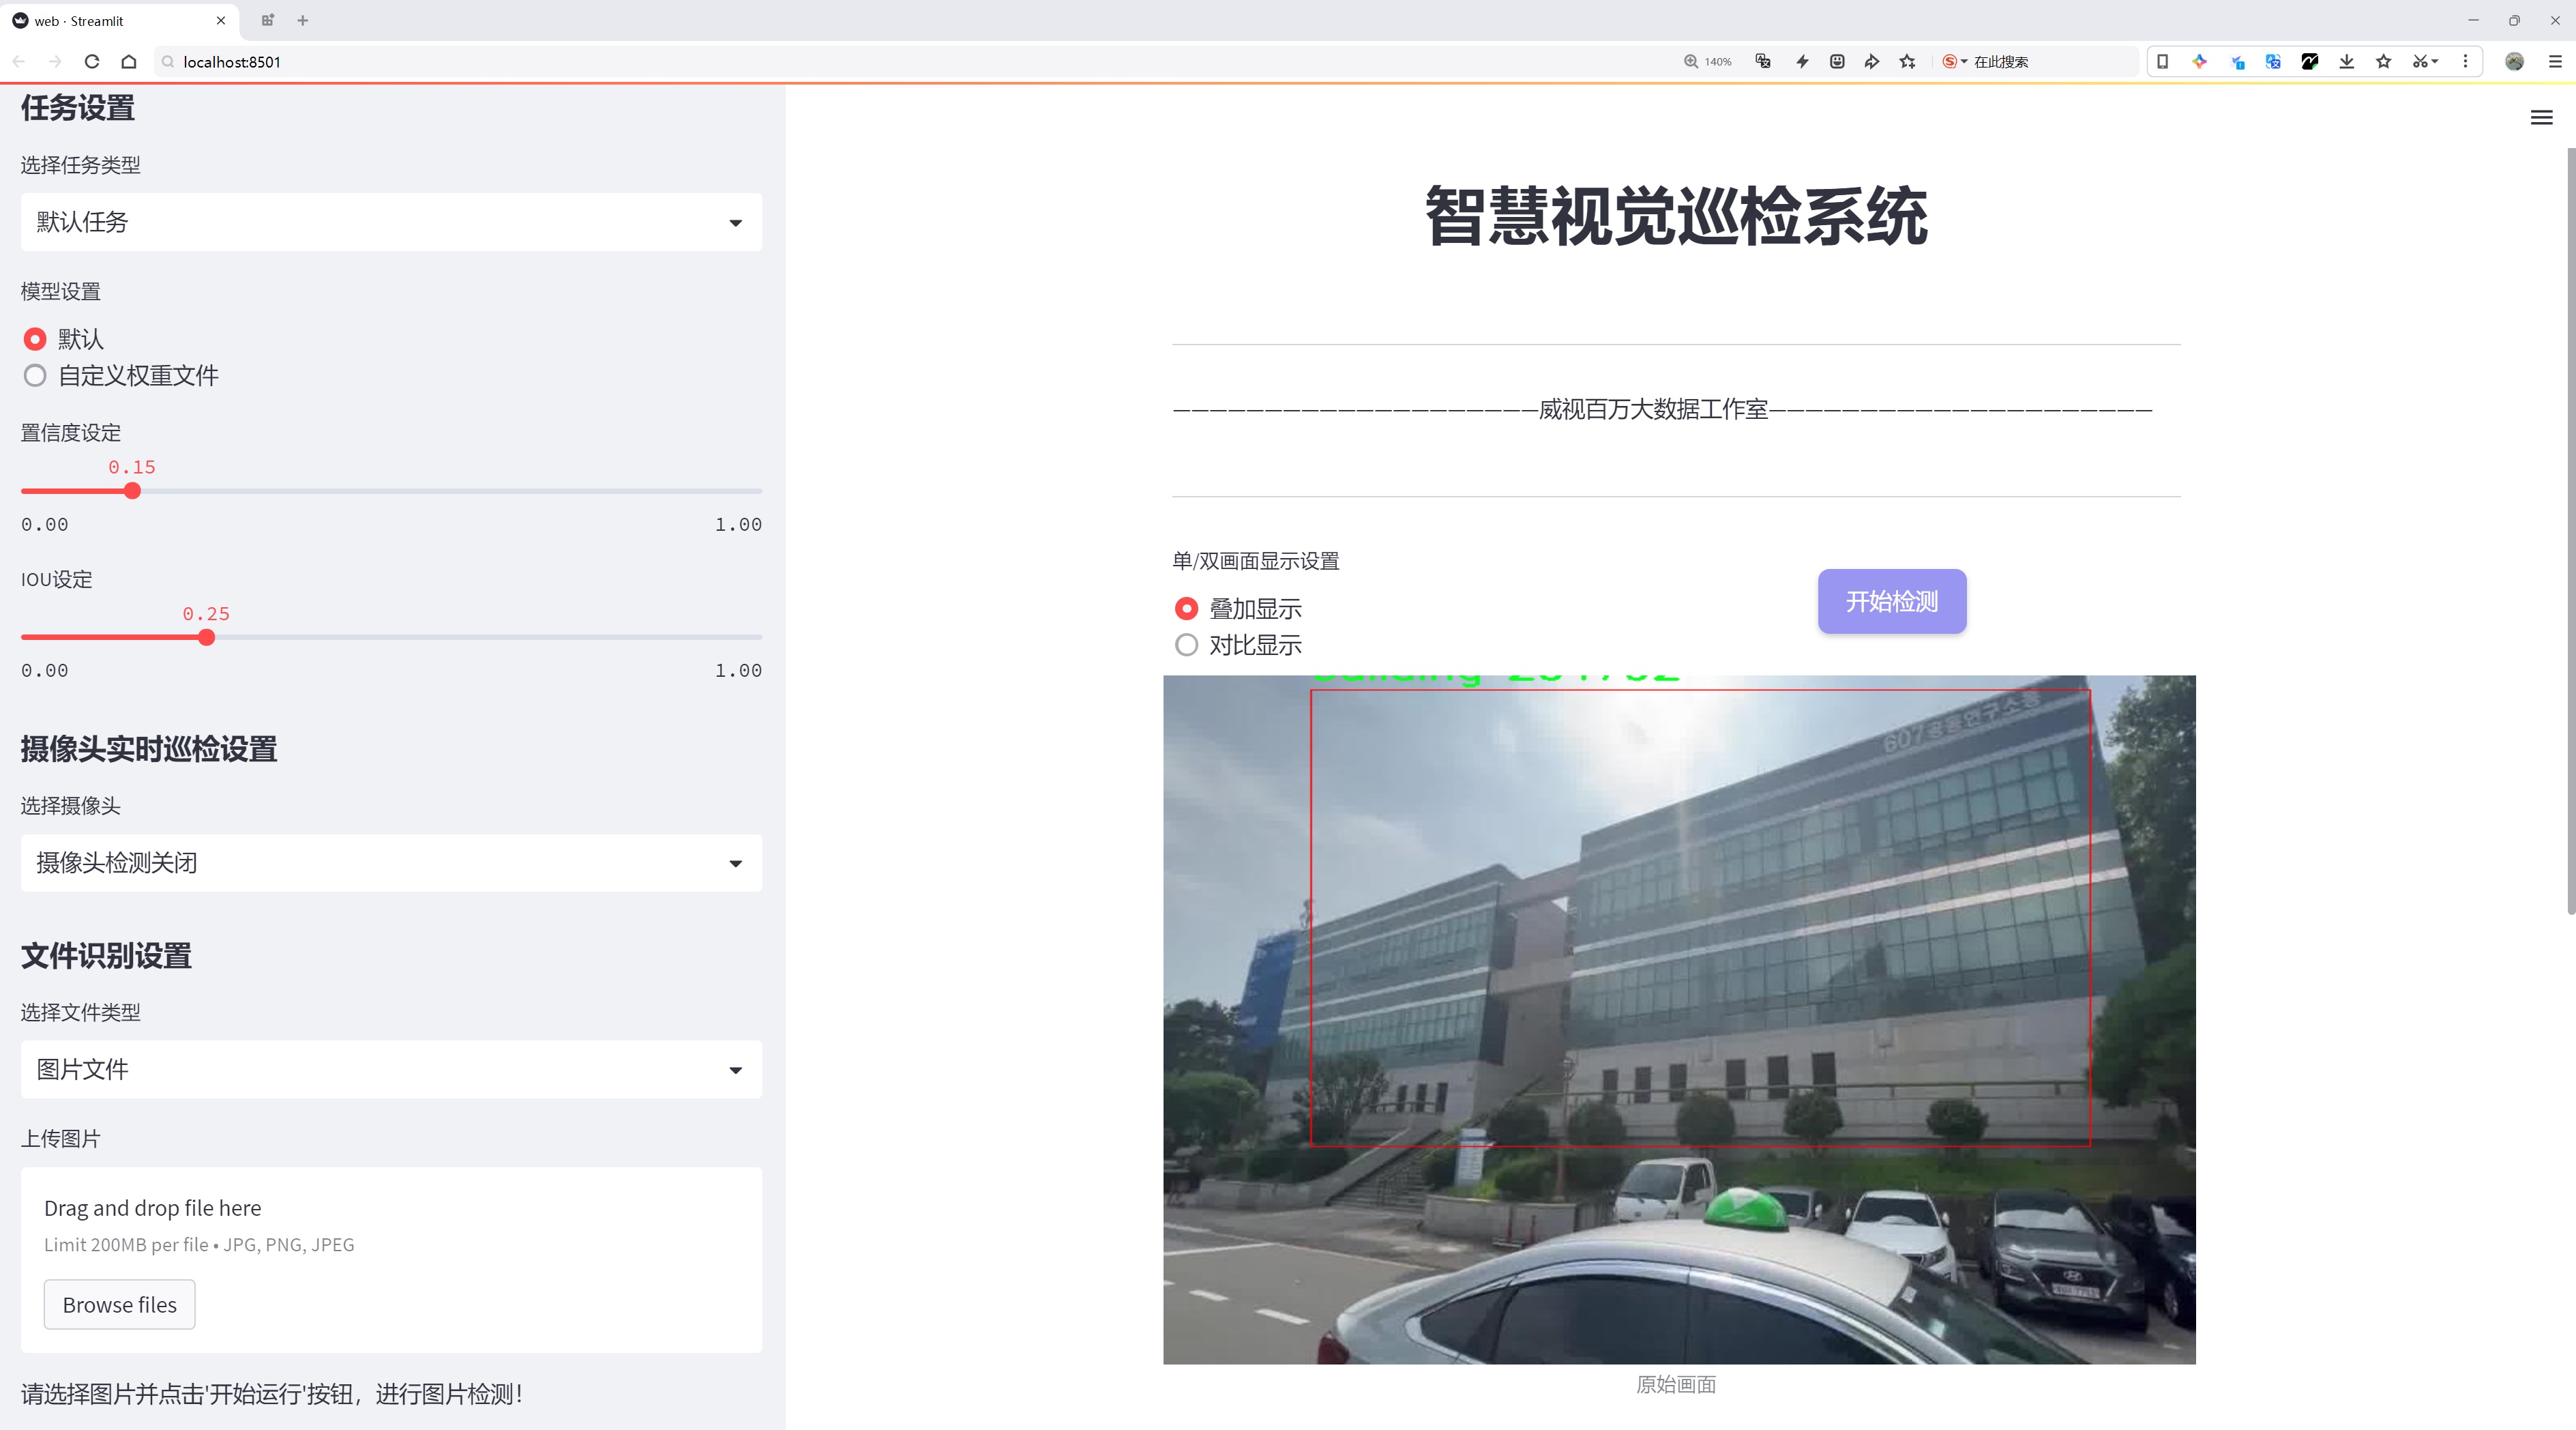 web · Streamlit
localhost:8501
140%
在此搜索
任务设置
选择任务类型
默认任务
模型设置
默认
自定义权重文件
置信度设定
0.15
0.00
1.00
IOU设定
0.25
0.00
1.00
摄像头实时巡检设置
选择摄像头
摄像头检测关闭
文件识别设置
选择文件类型
图片文件
上传图片
Drag and drop file here
Limit 200MB per file • JPG, PNG, JPEG
Browse files
请选择图片并点击'开始运行'按钮，进行图片检测！
智慧视觉巡检系统
————————————————————威视百万大数据工作室—————————————————————
单/双画面显示设置
叠加显示
对比显示
开始检测
607공동연구소동
原始画面